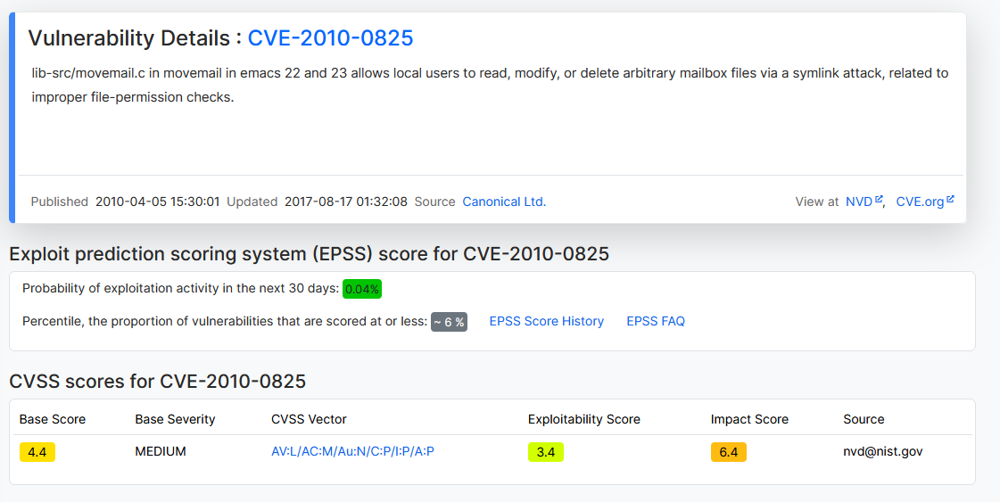 Vulnerability Details : CVE-2010-0825
lib-src/movemail.c in movemail in emacs 22 and 23 allows local users to read, modify, or delete arbitrary mailbox files via a symlink attack, related to
improper file-permission checks.
Published 2010-04-05 15:30:01 Updated 2017-08-17 01:32:08 Source Canonical Ltd. View at NVD, CVE.org
Exploit prediction scoring system (EPSS) score for CVE-2010-0825
Probability of exploitation activity in the next 30 days: 0.04%
Percentile, the proportion of vulnerabilities that are scored at or less: ~ 6 % EPSS Score History EPSS FAQ
CVSS scores for CVE-2010-0825
Base Score Base Severity CVSS Vector Exploitability Score Impact Score Source
4.4 MEDIUM AV:L/AC:M/Au:N/C:P/I:P/A:P 3.4 6.4 nvd@nist.gov